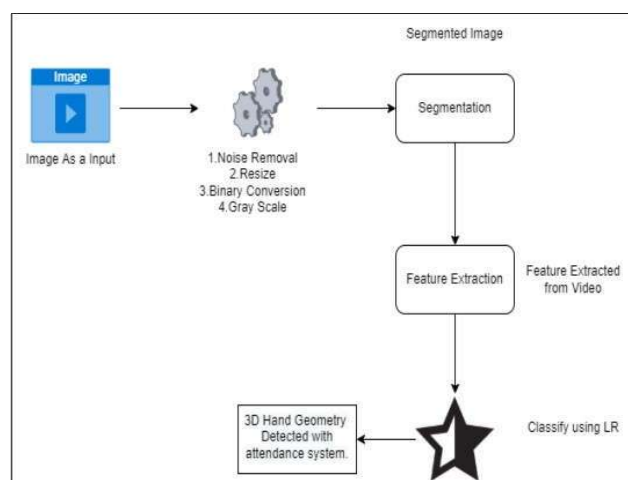 Segmented Image
Image
Segmentation
Image As a Input
1.Noise Removal
2.Resize
3.Binary Conversion
4.Gray Scale
Feature Extraction
Feature Extracted
from Video
3D Hand Geometry
Detected with
attendance system.
Classify using LR